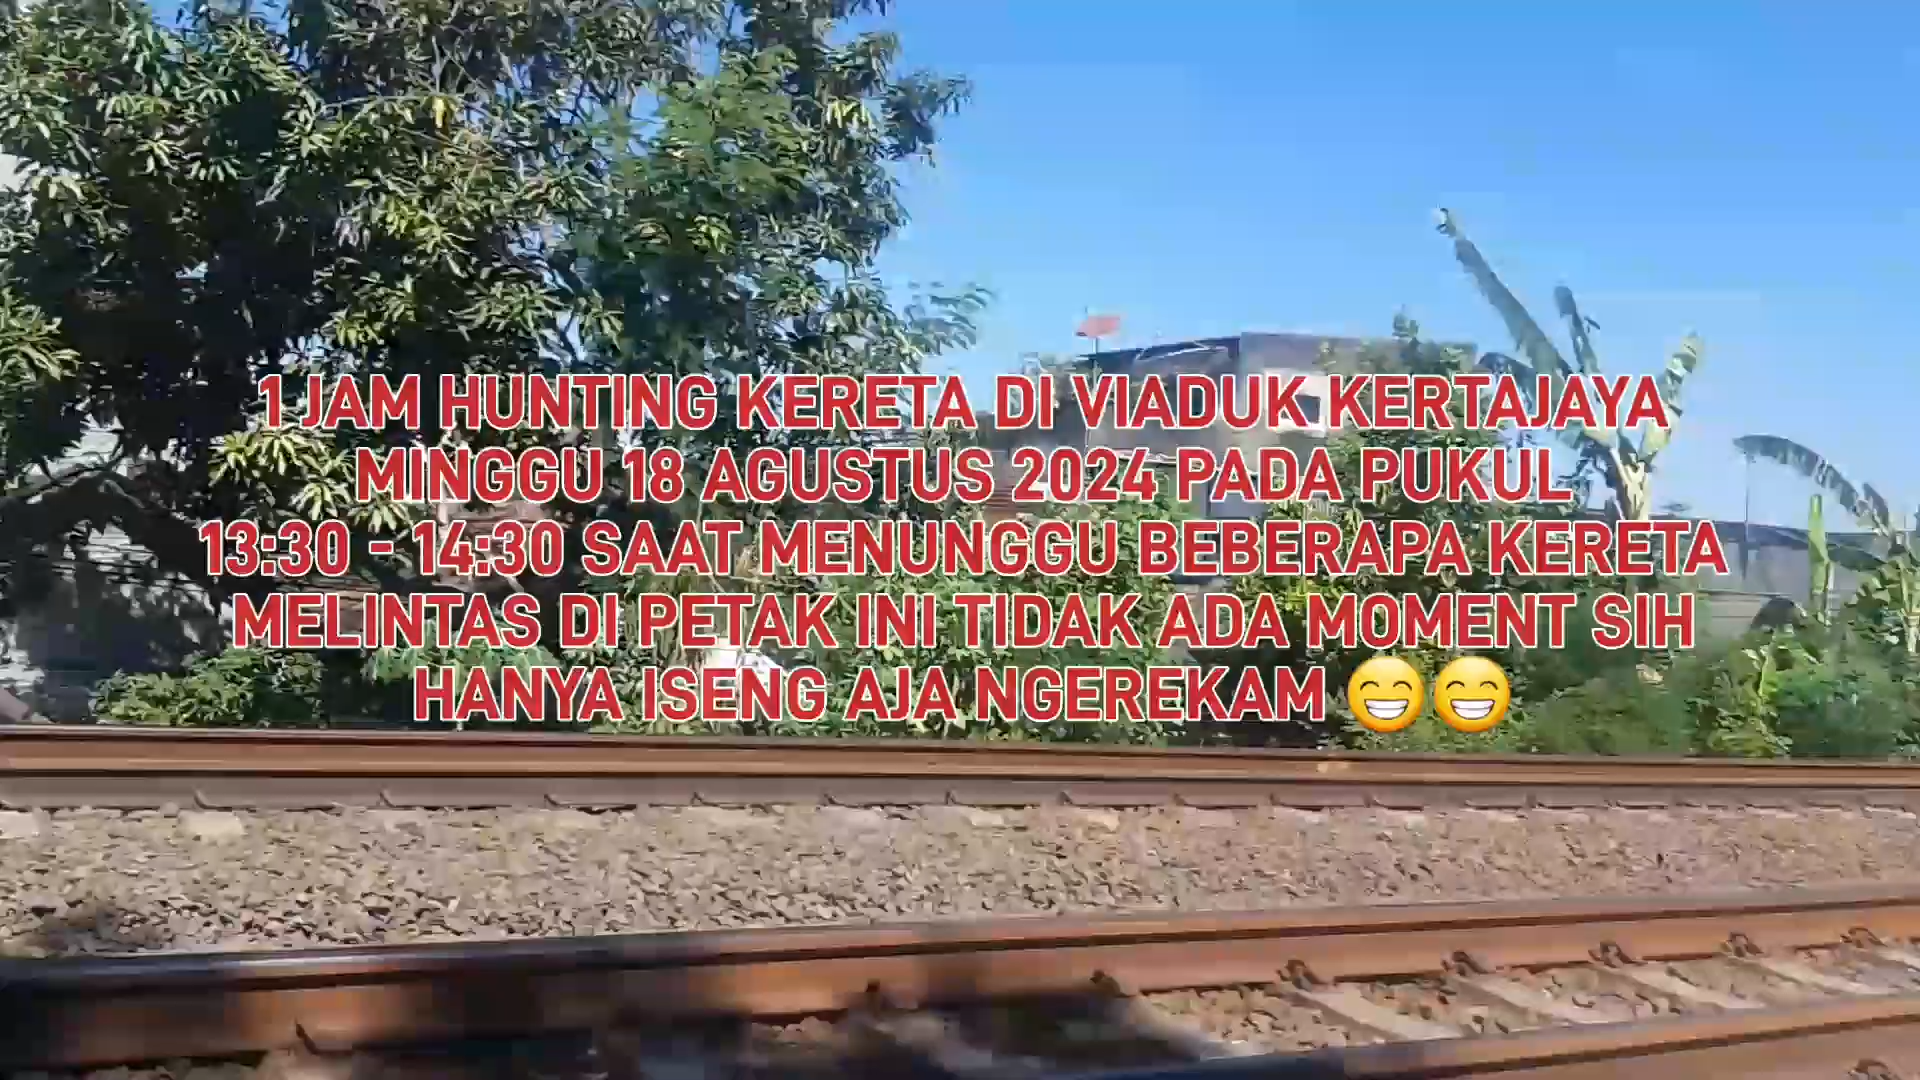 1 JAM HUNTING KERETA DI VIADUK KERTAJAYA
MINGGU 18 AGUSTUS 2024 PADA PUKUL
13:30 - 14:30 SAAT MENUNGGU BEBERAPA KERETA
MELINTAS DI PETAK INI TIDAK ADA MOMENT SIH
HANYA ISENG AJA NGEREKAM 😁😁